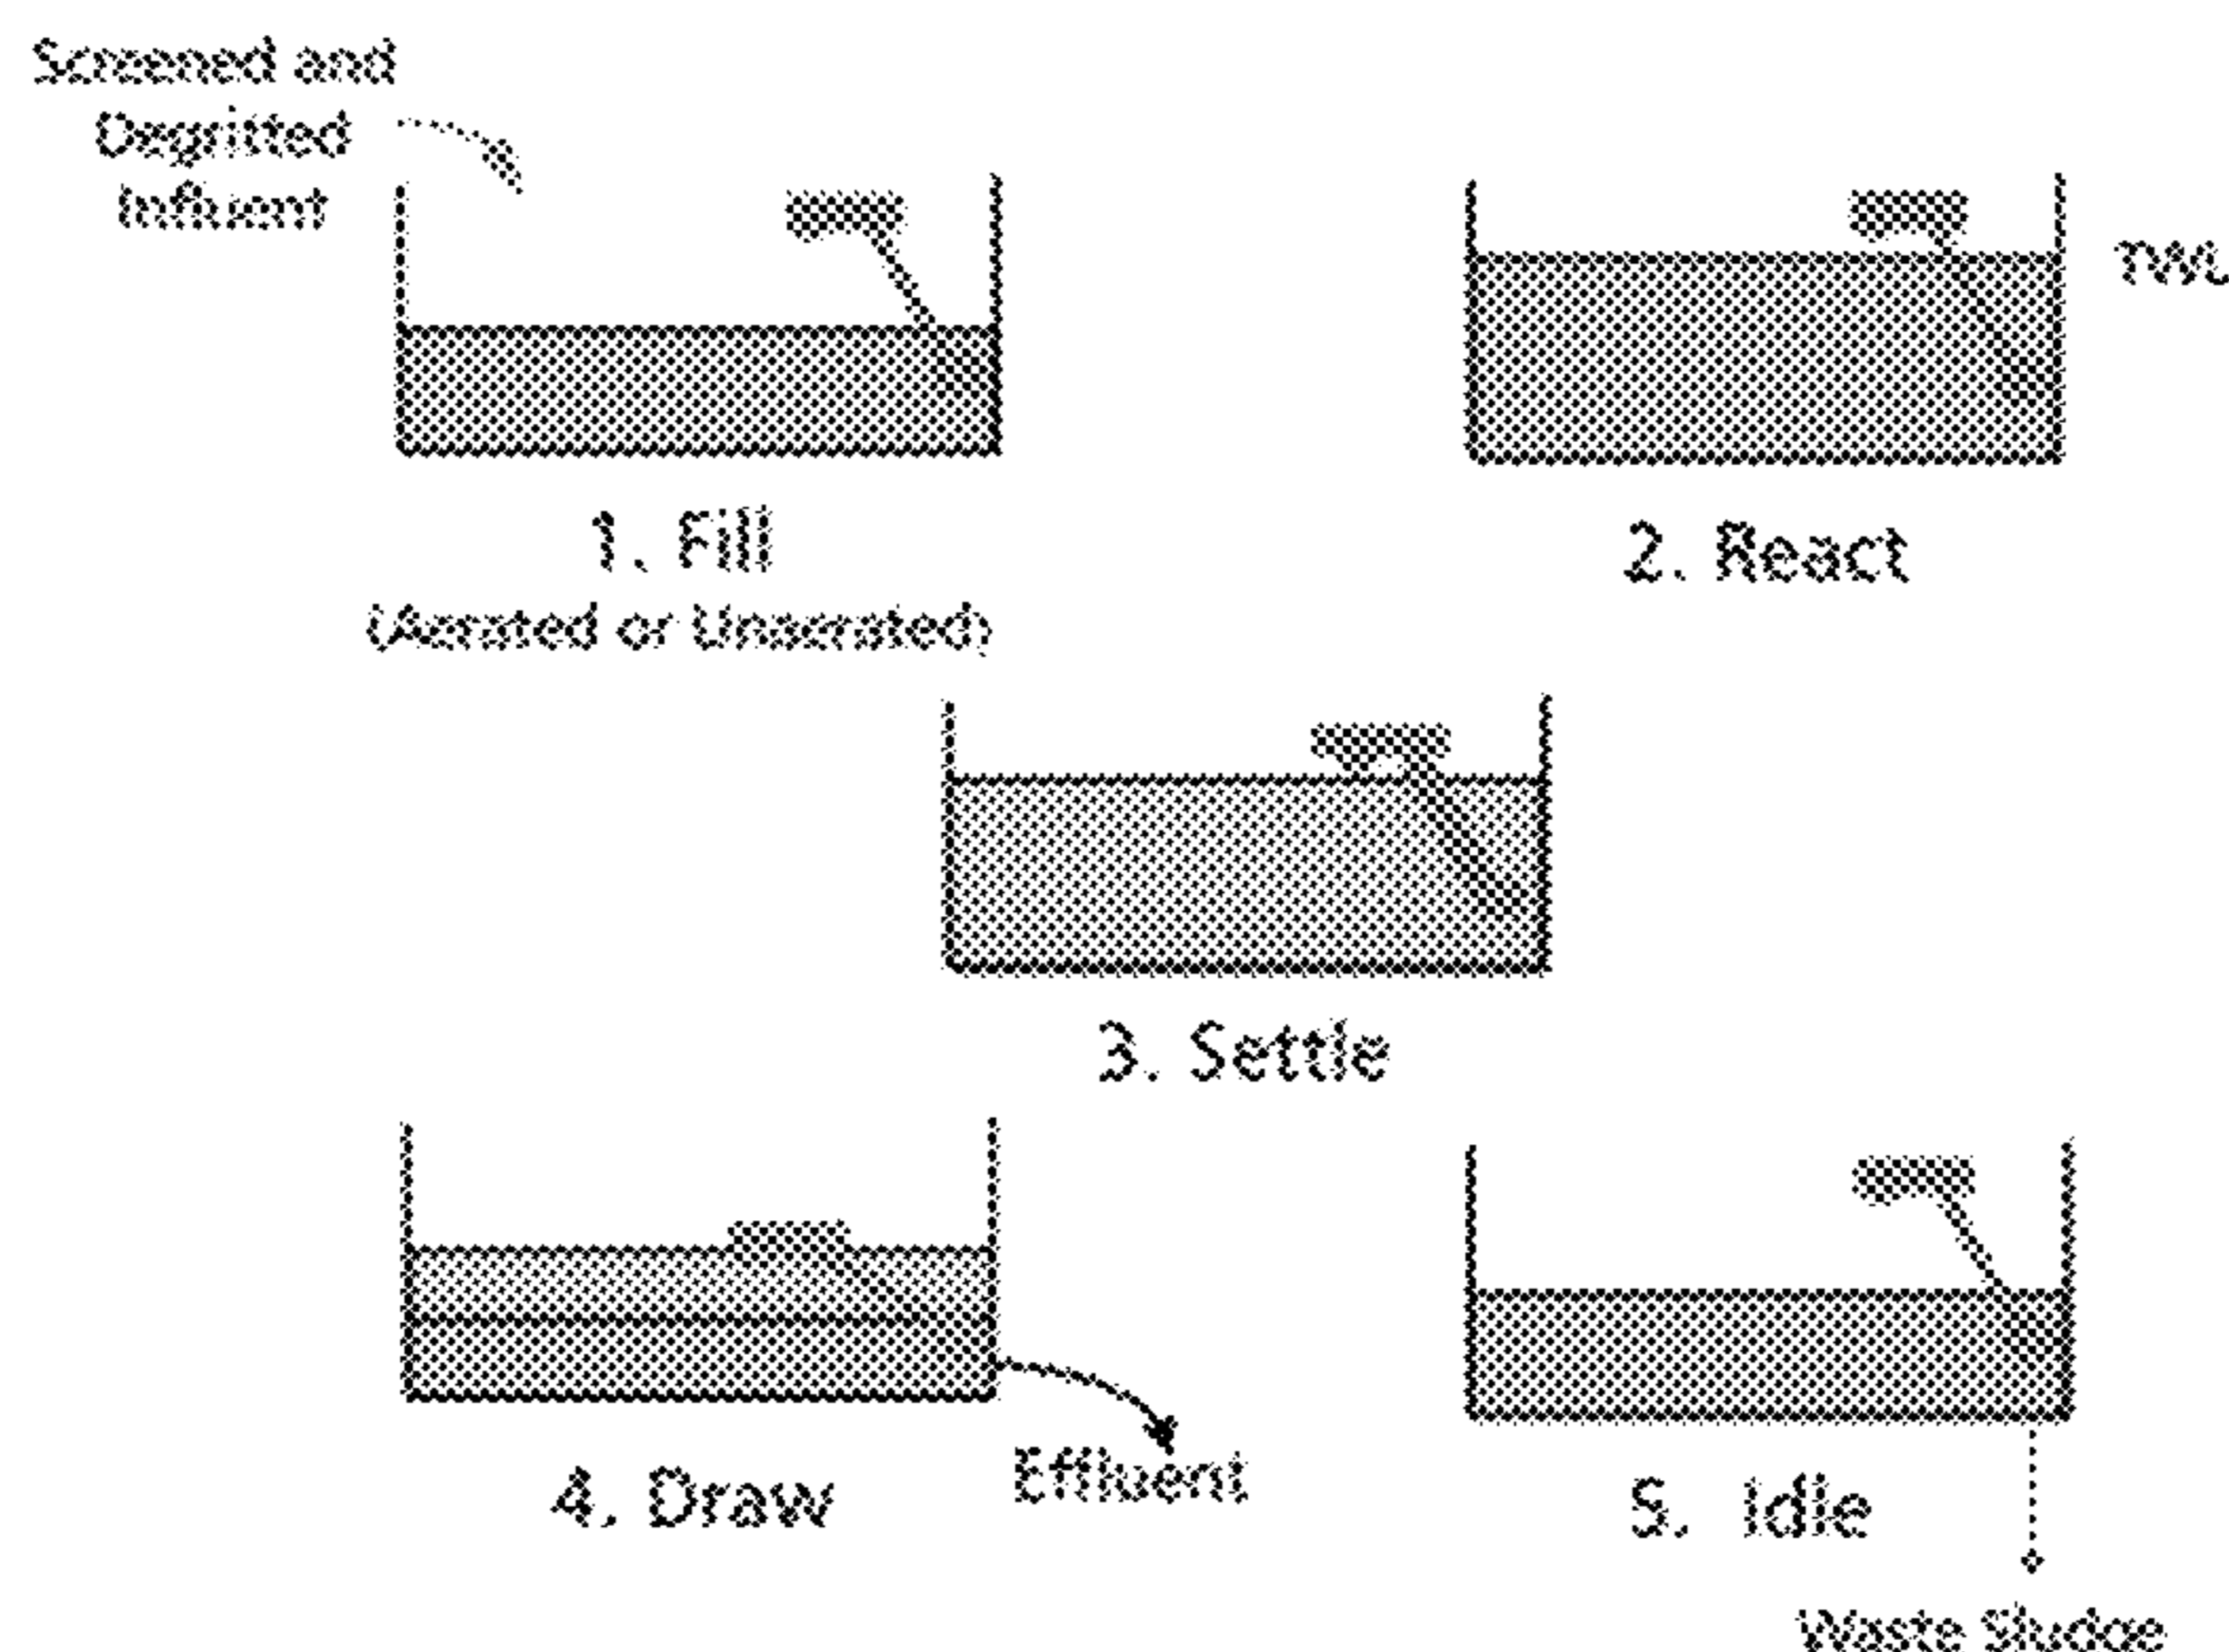 Screened and
Degritted
Influent
TWL
1. Fill
(Aerated or Unaerated)
2. React
3. Settle
4. Draw
Effluent
5. Idle
Waste Sludge